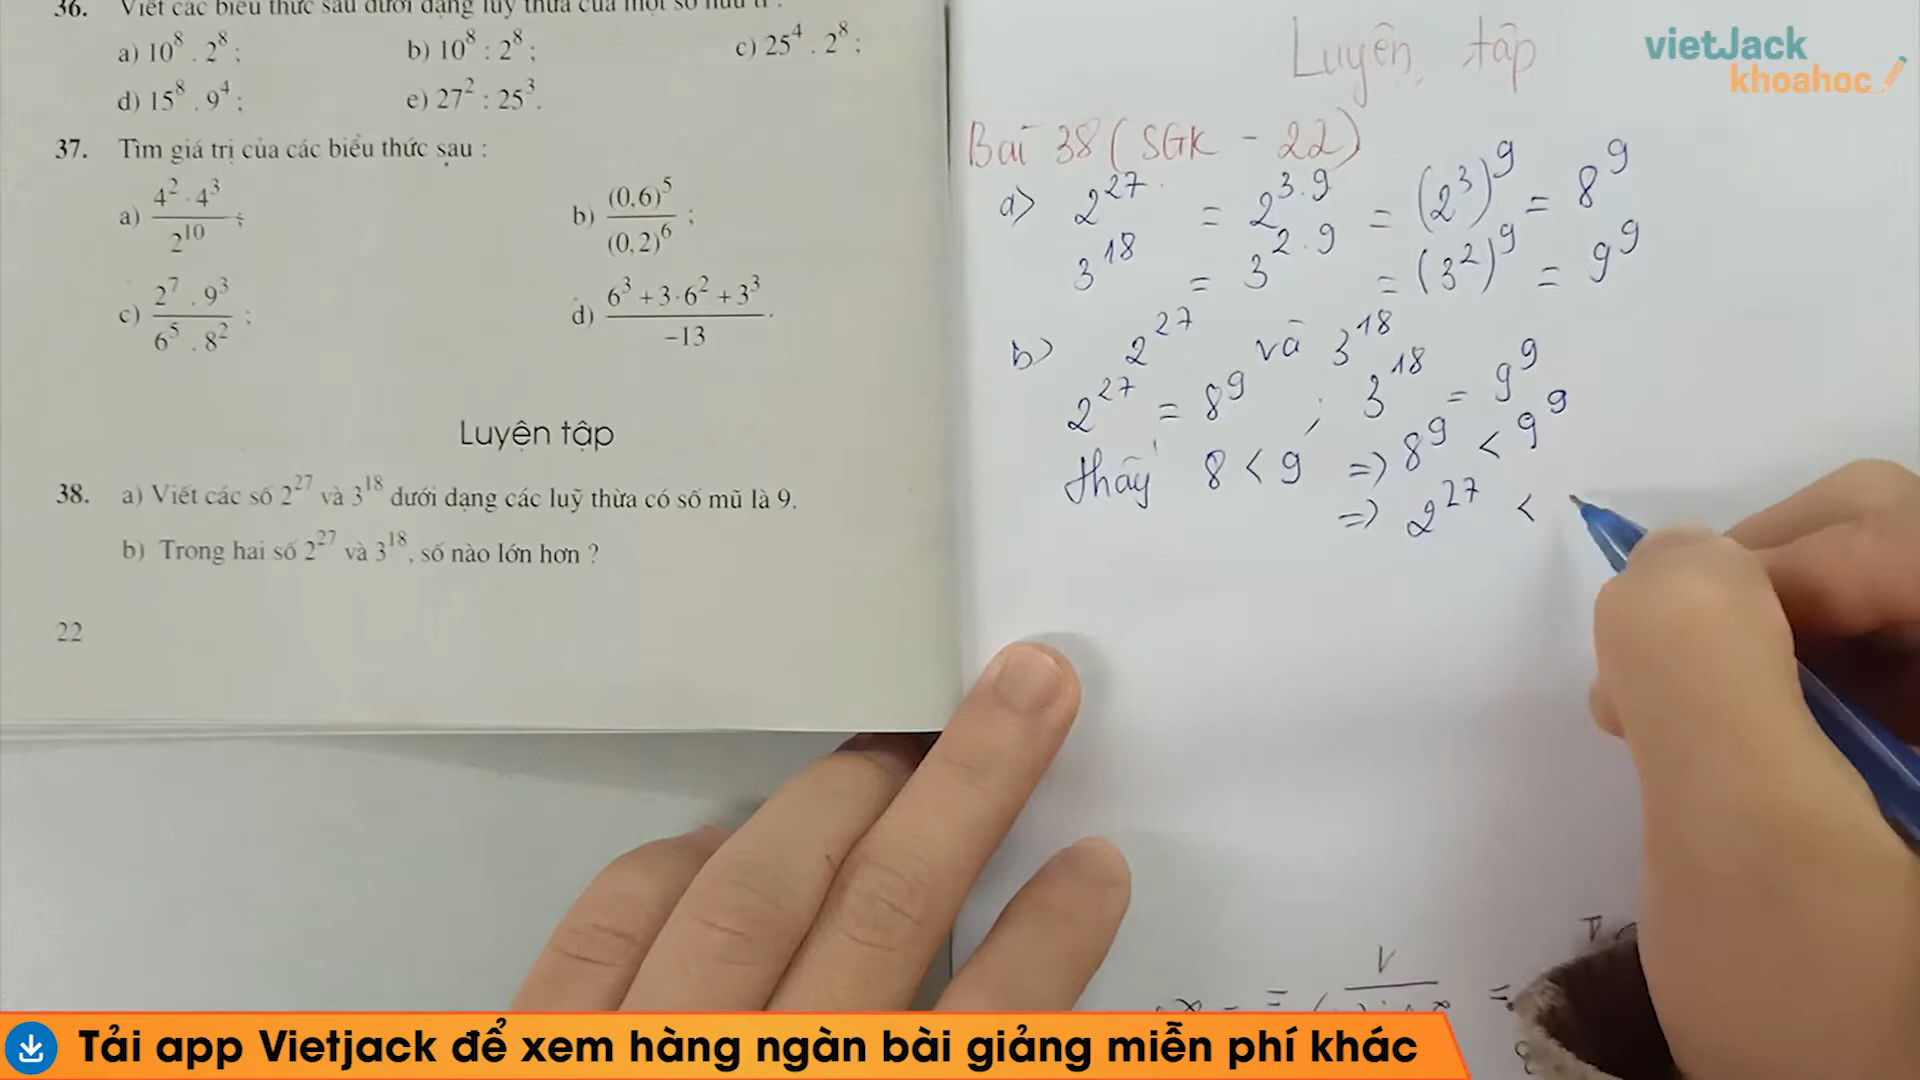 36. Viết các biểu thức sau dưới dạng luỹ thừa của một số hữu tỉ :
a) 10⁸ . 2⁸ ; b) 10⁸ : 2⁸ ; c) 25⁴ . 2⁸ ;
d) 15⁸ . 9⁴ ; e) 27² : 25³.
37. Tìm giá trị của các biểu thức sau :
a) (4² · 4³)/2¹⁰ ; b) (0,6)⁵/(0,2)⁶ ;
c) (2⁷ . 9³)/(6⁵ . 8²) ; d) (6³ + 3·6² + 3³)/−13 .
Luyện tập
38. a) Viết các số 2²⁷ và 3¹⁸ dưới dạng các luỹ thừa có số mũ là 9.
b) Trong hai số 2²⁷ và 3¹⁸, số nào lớn hơn ?
22
Luyện tập
vietJack
khoahoc
Bài 38 (SGK - 22)
a) 2²⁷ = 2³·⁹ = (2³)⁹ = 8⁹
3¹⁸ = 3²·⁹ = (3²)⁹ = 9⁹
b) 2²⁷ và 3¹⁸
2²⁷ = 8⁹ ; 3¹⁸ = 9⁹
thấy 8 < 9 => 8⁹ < 9⁹
=> 2²⁷ <
Tải app Vietjack để xem hàng ngàn bài giảng miễn phí khác